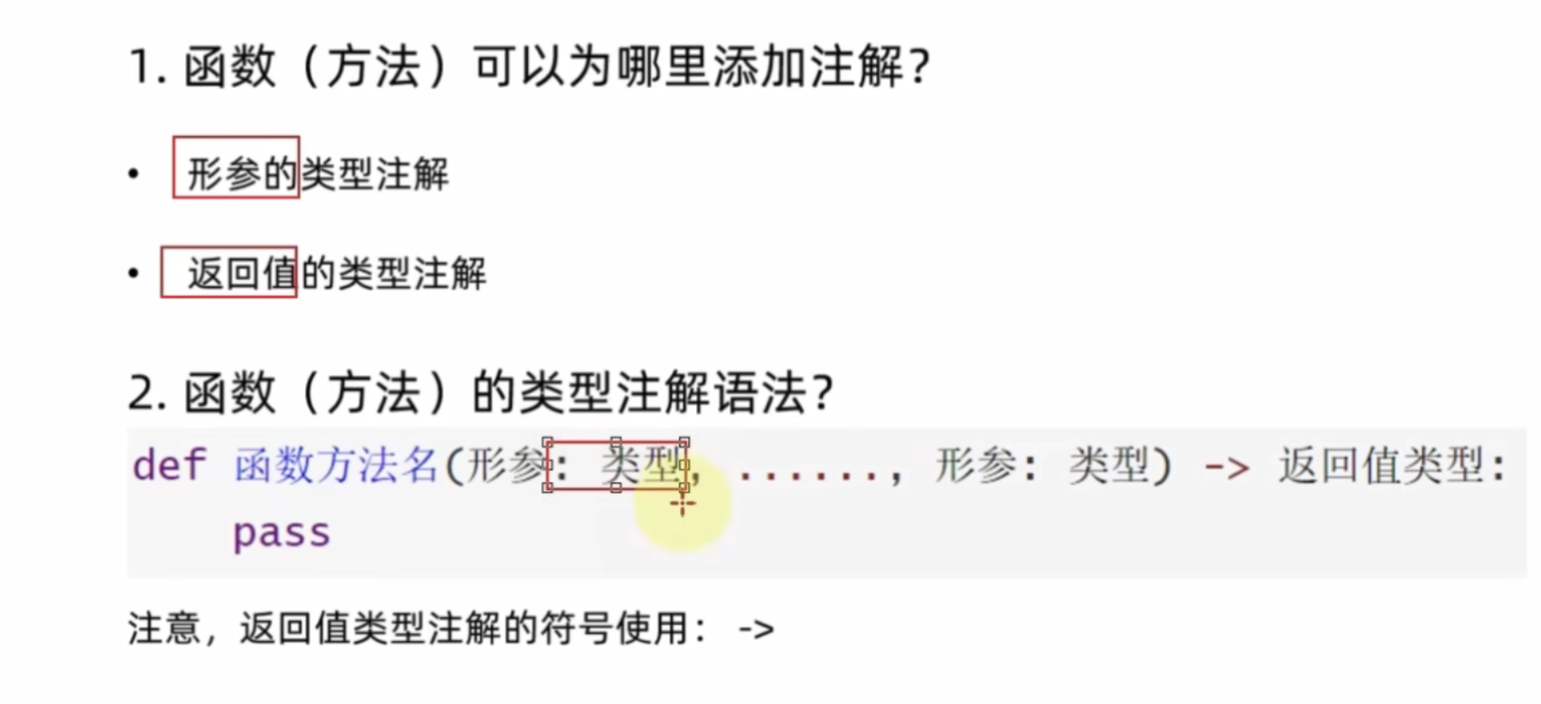 1. 函数（方法）可以为哪里添加注解？
• 形参的类型注解
• 返回值的类型注解
2. 函数（方法）的类型注解语法？
def 函数方法名(形参: 类型, ......, 形参: 类型) -> 返回值类型:
pass
注意，返回值类型注解的符号使用： ->